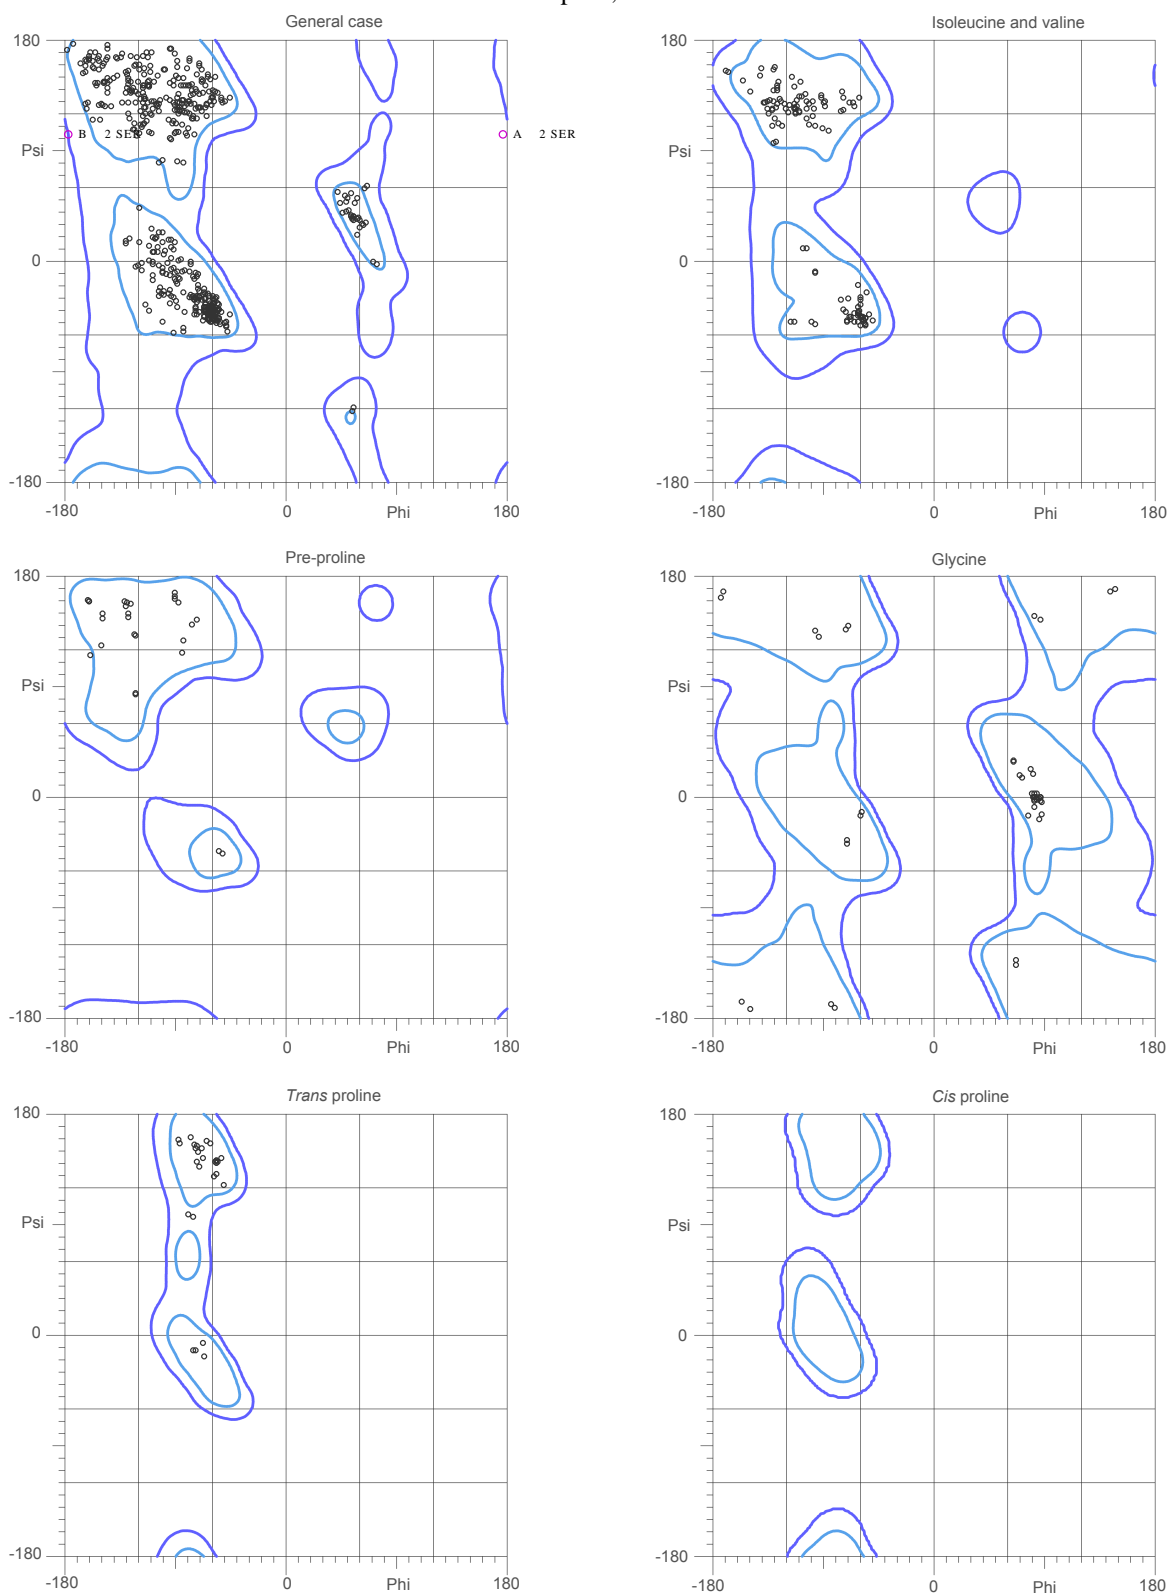 General case
Isoleucine and valine
180
180
B 2 SER
A 2 SER
Psi
Psi
0
0
-180
-180
-180
0
Phi
180
-180
0
Phi
180
Pre-proline
Glycine
180
180
Psi
Psi
0
0
-180
-180
-180
0
Phi
180
-180
0
Phi
180
Trans proline
Cis proline
180
180
Psi
Psi
0
0
-180
-180
-180
0
Phi
180
-180
0
Phi
180